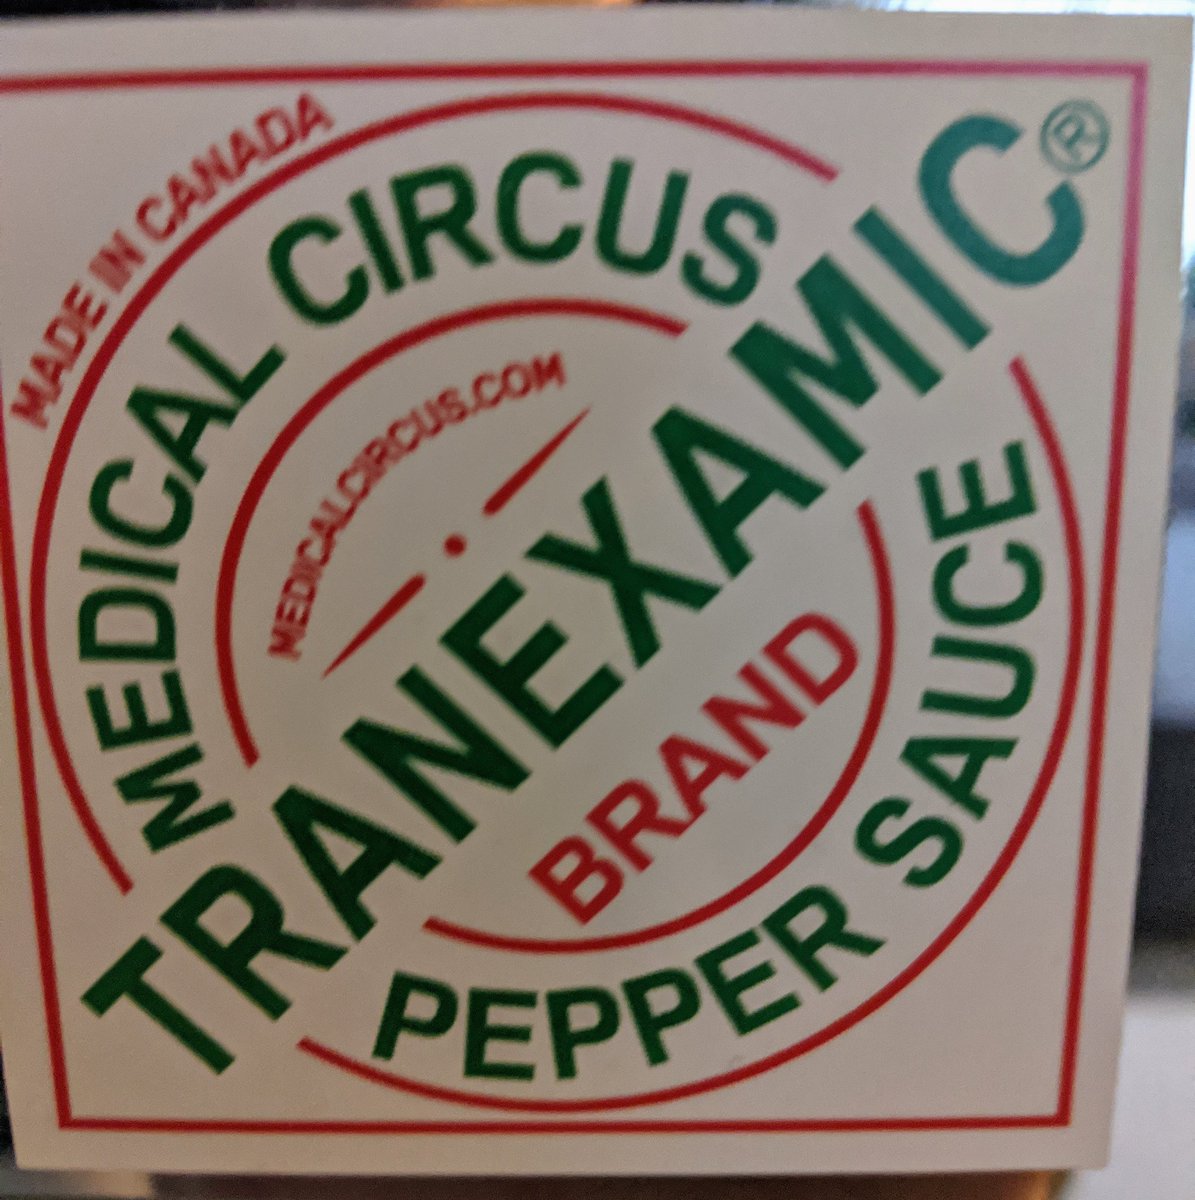 MADE IN CANADA
MEDICAL CIRCUS
MEDICALCIRCUS.COM
TRANEXAMIC®
BRAND
PEPPER SAUCE